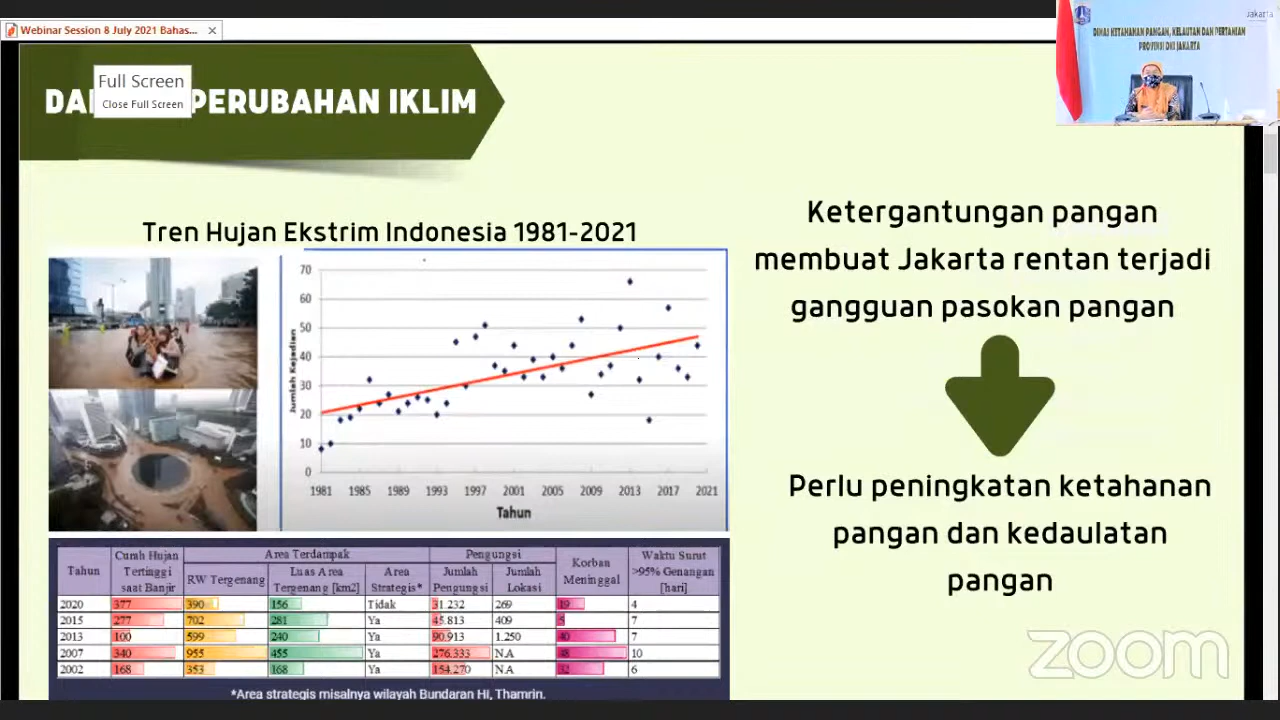 Webinar Session 8 July 2021 Bahas...
Full Screen
Close Full Screen
PERUBAHAN IKLIM
Jakarta
DINAS KETAHANAN PANGAN, KELAUTAN DAN PERTANIAN
PROVINSI DKI JAKARTA
Tren Hujan Ekstrim Indonesia 1981-2021
Jumlah Kejadian
70
60
50
40
30
20
10
0
1981 1985 1989 1993 1997 2001 2005 2009 2013 2017 2021
Tahun
Ketergantungan pangan
membuat Jakarta rentan terjadi
gangguan pasokan pangan
Perlu peningkatan ketahanan
pangan dan kedaulatan
pangan
Tahun Curah Hujan Tertinggi saat Banjir Area Terdampak Pengungsi Korban Meninggal Waktu Surut >95% Genangan [hari]
RW Tergenang Luas Area Tergenang [km2] Area Strategis* Jumlah Pengungsi Jumlah Lokasi
2020 377 390 156 Tidak 31.232 269 19 4
2015 277 702 281 Ya 45.813 409 5 7
2013 100 599 240 Ya 90.913 1.250 40 7
2007 340 955 455 Ya 276.333 N.A 48 10
2002 168 353 168 Ya 154.270 N.A 32 6
*Area strategis misalnya wilayah Bundaran HI, Thamrin.
zoom